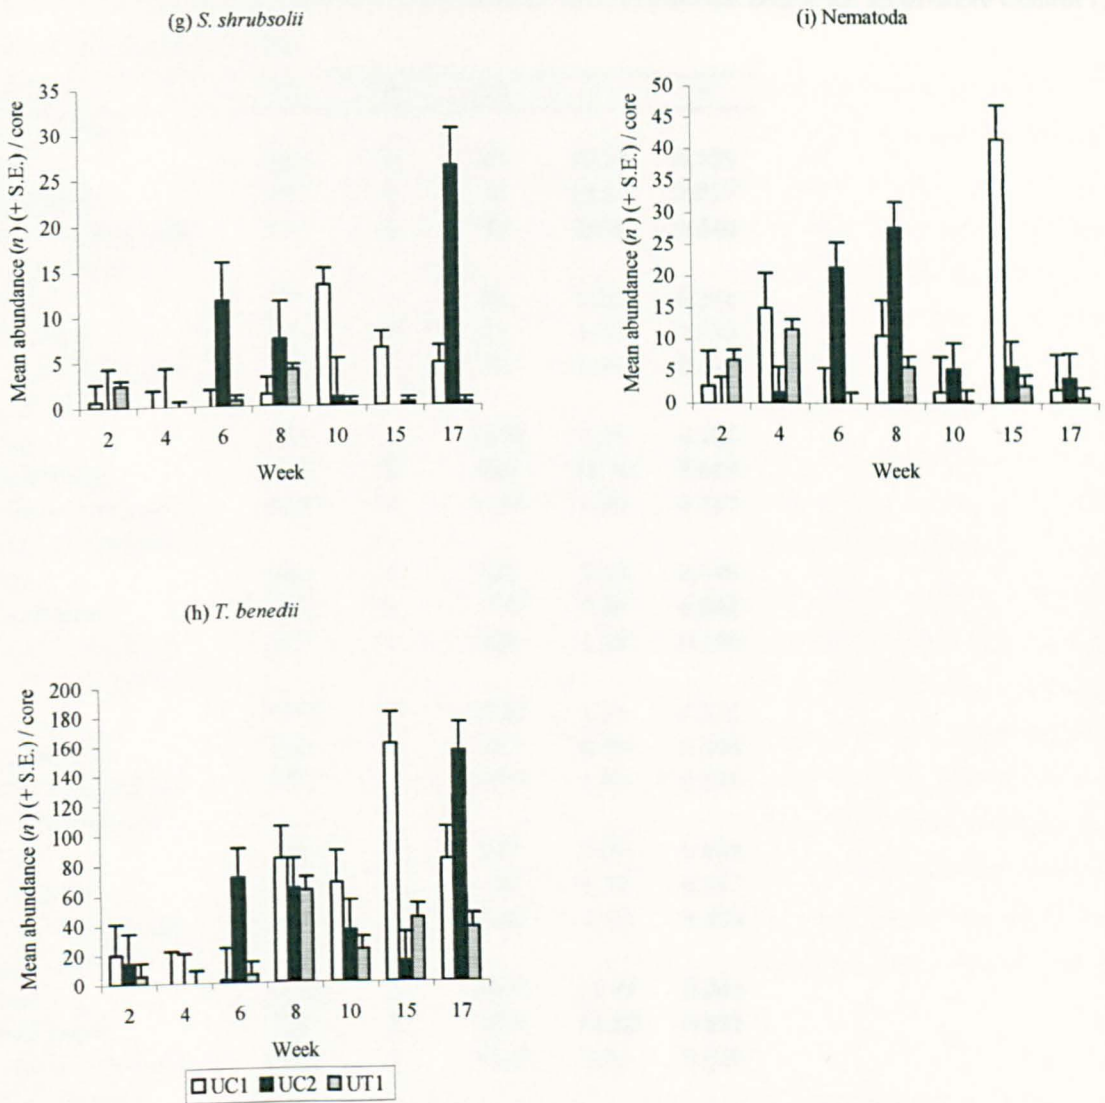 (g) S. shrubsolii
Mean abundance (n) (+ S.E.) / core
35
30
25
20
15
10
5
0
2 4 6 8 10 15 17
Week
(i) Nematoda
Mean abundance (n) (+ S.E.) / core
50
45
40
35
30
25
20
15
10
5
0
2 4 6 8 10 15 17
Week
(h) T. benedii
Mean abundance (n) (+ S.E.) / core
200
180
160
140
120
100
80
60
40
20
0
2 4 6 8 10 15 17
Week
UC1 UC2 UT1